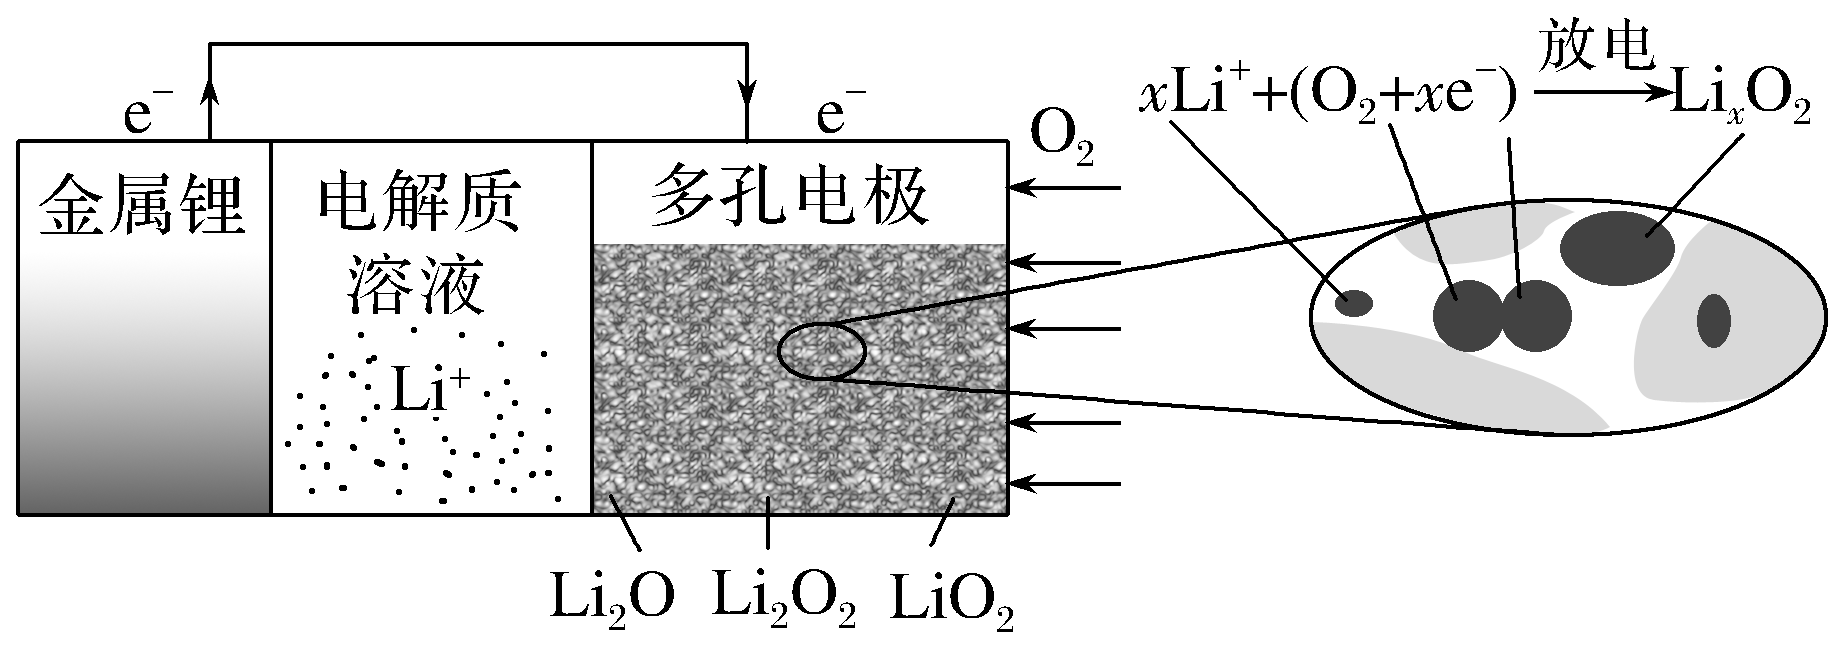 e⁻
e⁻
金属锂
电解质
溶液
Li⁺
多孔电极
O₂
放电
xLi⁺+(O₂+xe⁻)
LiₓO₂
Li₂O
Li₂O₂
LiO₂